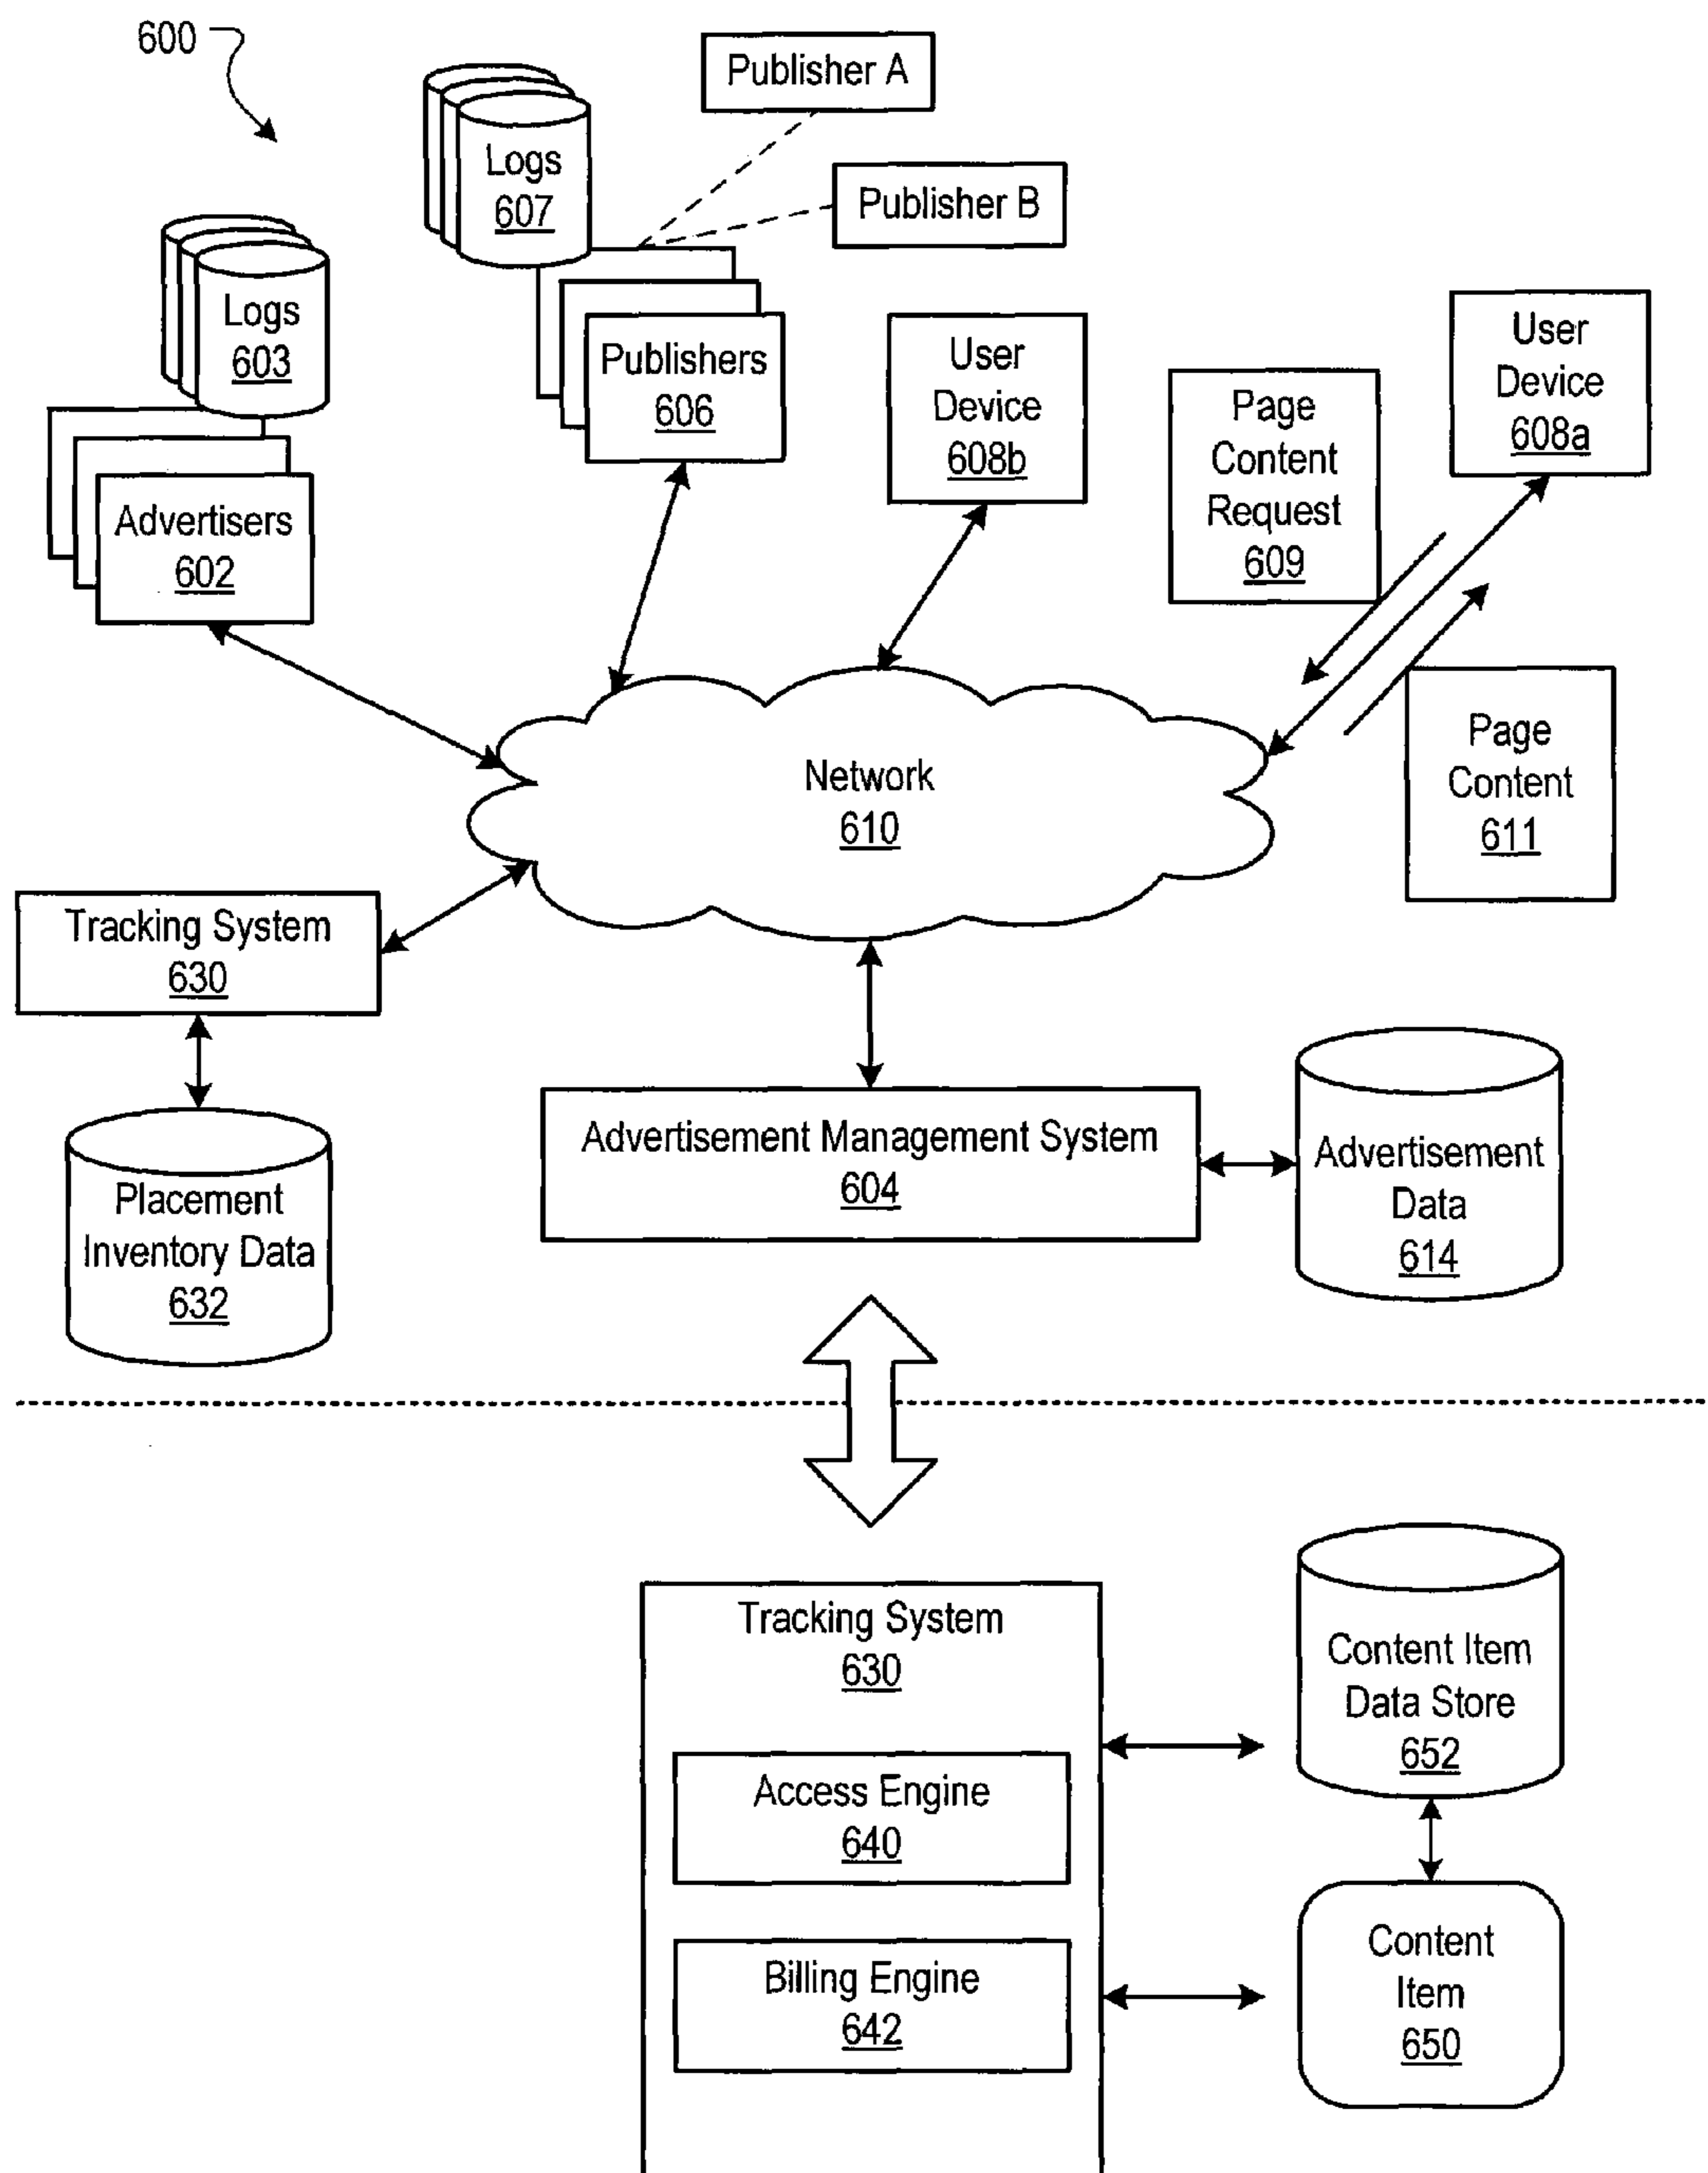 600
Publisher A
Publisher B
Logs
607
Logs
603
Publishers
606
User
Device
608b
Page
Content
Request
609
User
Device
608a
Advertisers
602
Network
610
Page
Content
611
Tracking System
630
Placement
Inventory Data
632
Advertisement Management System
604
Advertisement
Data
614
Tracking System
630
Access Engine
640
Billing Engine
642
Content Item
Data Store
652
Content
Item
650